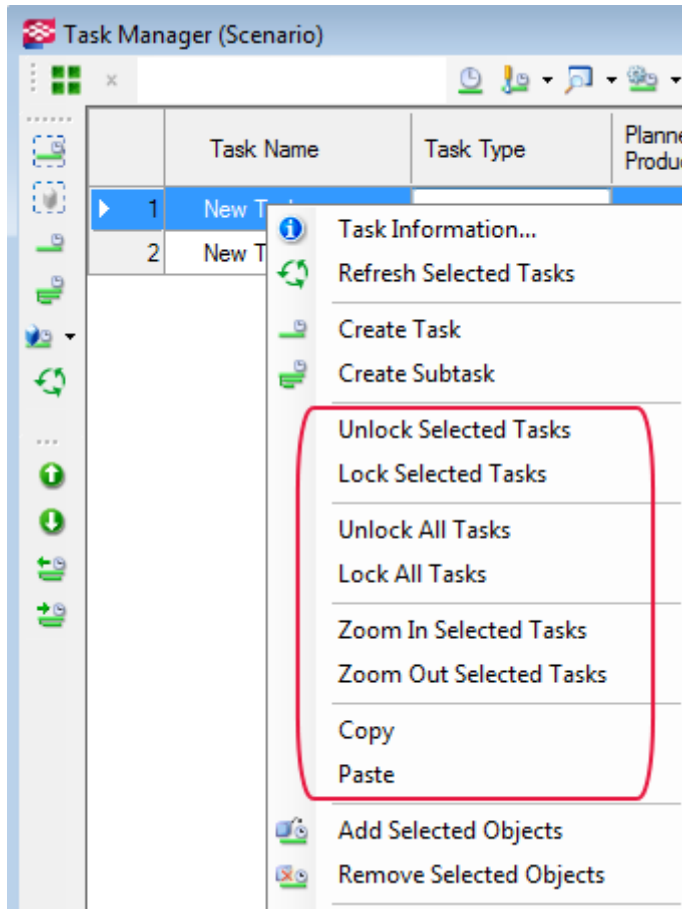 Task Manager (Scenario)
Task Name
Task Type
Planne
Produ
1
New T
2
New T
Task Information...
Refresh Selected Tasks
Create Task
Create Subtask
Unlock Selected Tasks
Lock Selected Tasks
Unlock All Tasks
Lock All Tasks
Zoom In Selected Tasks
Zoom Out Selected Tasks
Copy
Paste
Add Selected Objects
Remove Selected Objects